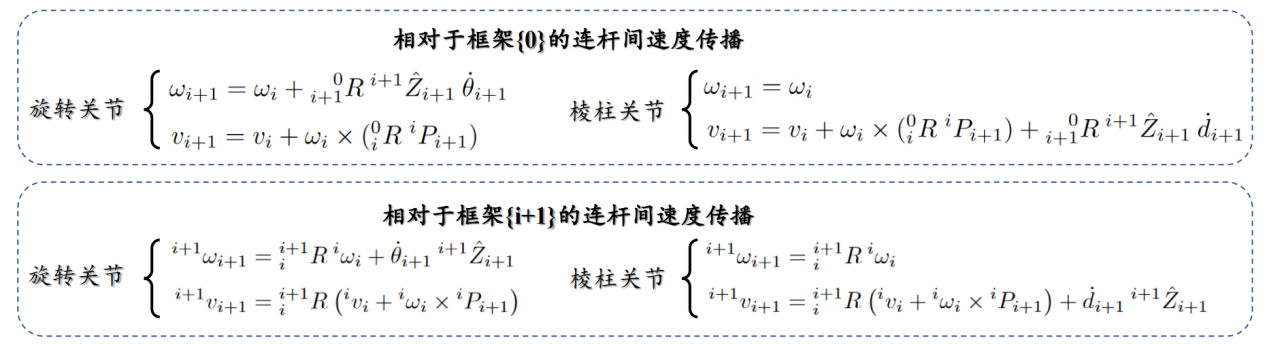 相对于框架{0}的连杆间速度传播
旋转关节 { ω_{i+1} = ω_i + ^{0}_{i+1}R ^{i+1}Ẑ_{i+1} θ̇_{i+1}
v_{i+1} = v_i + ω_i × (^{0}_{i}R ^{i}P_{i+1})
棱柱关节 { ω_{i+1} = ω_i
v_{i+1} = v_i + ω_i × (^{0}_{i}R ^{i}P_{i+1}) + ^{0}_{i+1}R ^{i+1}Ẑ_{i+1} ḋ_{i+1}
相对于框架{i+1}的连杆间速度传播
旋转关节 { ^{i+1}ω_{i+1} = ^{i+1}_{i}R ^{i}ω_i + θ̇_{i+1} ^{i+1}Ẑ_{i+1}
^{i+1}v_{i+1} = ^{i+1}_{i}R (^{i}v_i + ^{i}ω_i × ^{i}P_{i+1})
棱柱关节 { ^{i+1}ω_{i+1} = ^{i+1}_{i}R ^{i}ω_i
^{i+1}v_{i+1} = ^{i+1}_{i}R (^{i}v_i + ^{i}ω_i × ^{i}P_{i+1}) + ḋ_{i+1} ^{i+1}Ẑ_{i+1}